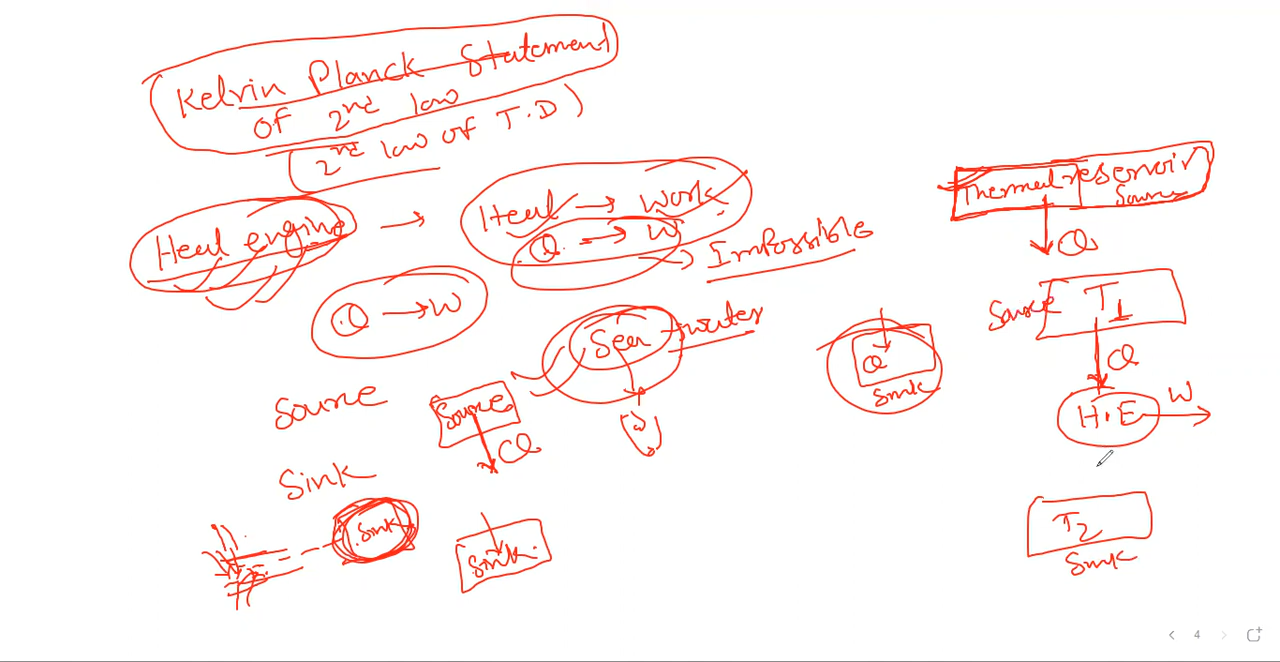 Kelvin Planck Statement
Of 2nd law
2nd law of T.D)
Heat engine → Heat → Work
Q → W
→ Impossible
Q → W
Source
Sink
Sink
Source
Q
Sink
water
Q
Sink
Thermal reservoir
Source
Q
Source T1
Q
H.E W
T2
Sink
4